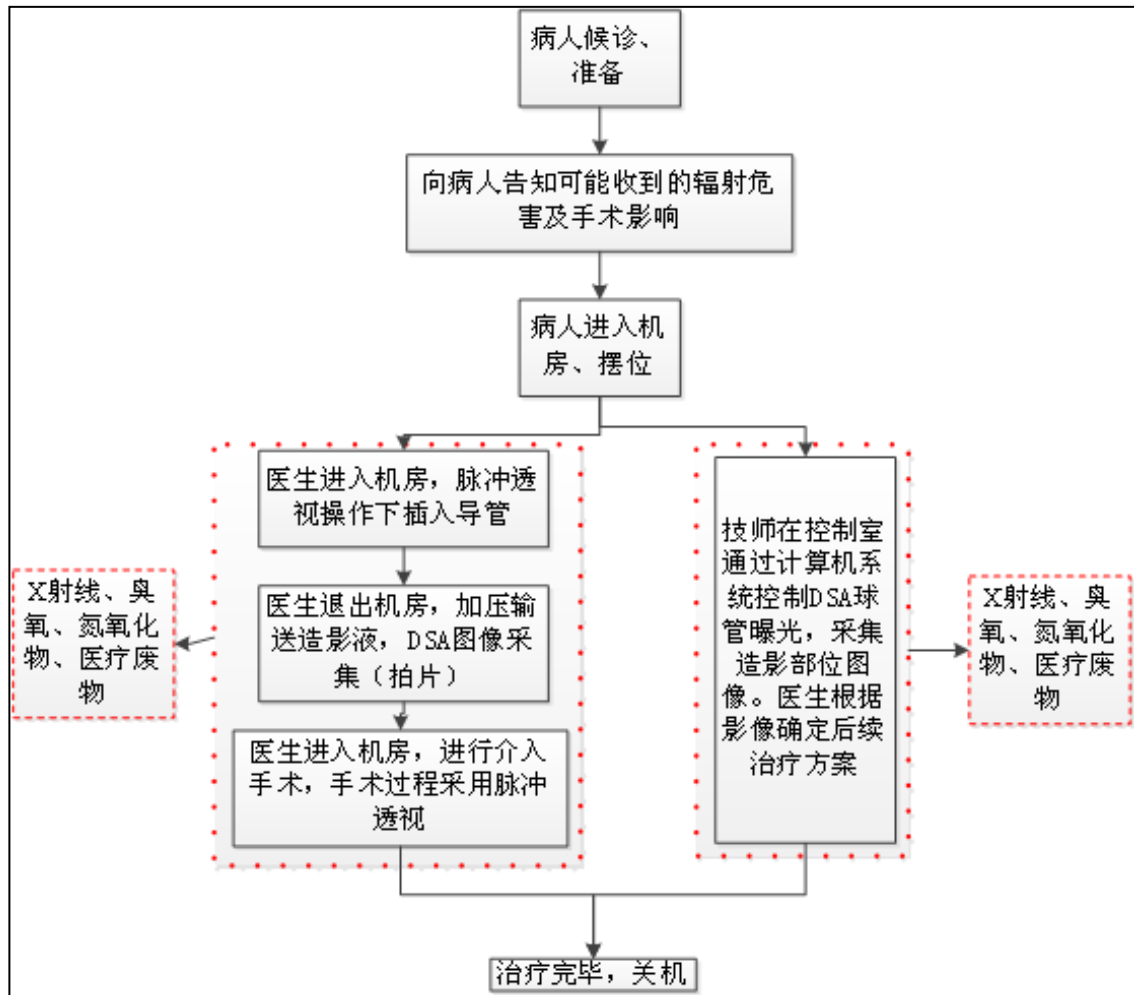 病人候诊、
准备
向病人告知可能收到的辐射危
害及手术影响
病人进入机
房、摆位
医生进入机房，脉冲透
视操作下插入导管
医生退出机房，加压输
送造影液，DSA图像采
集（拍片）
医生进入机房，进行介入
手术，手术过程采用脉冲
透视
X射线、臭
氧、氮氧化
物、医疗废
物
技师在控制室
通过计算机系
统控制DSA球
管曝光，采集
造影部位图
像。医生根据
影像确定后续
治疗方案
X射线、臭
氧、氮氧化
物、医疗废
物
治疗完毕，关机